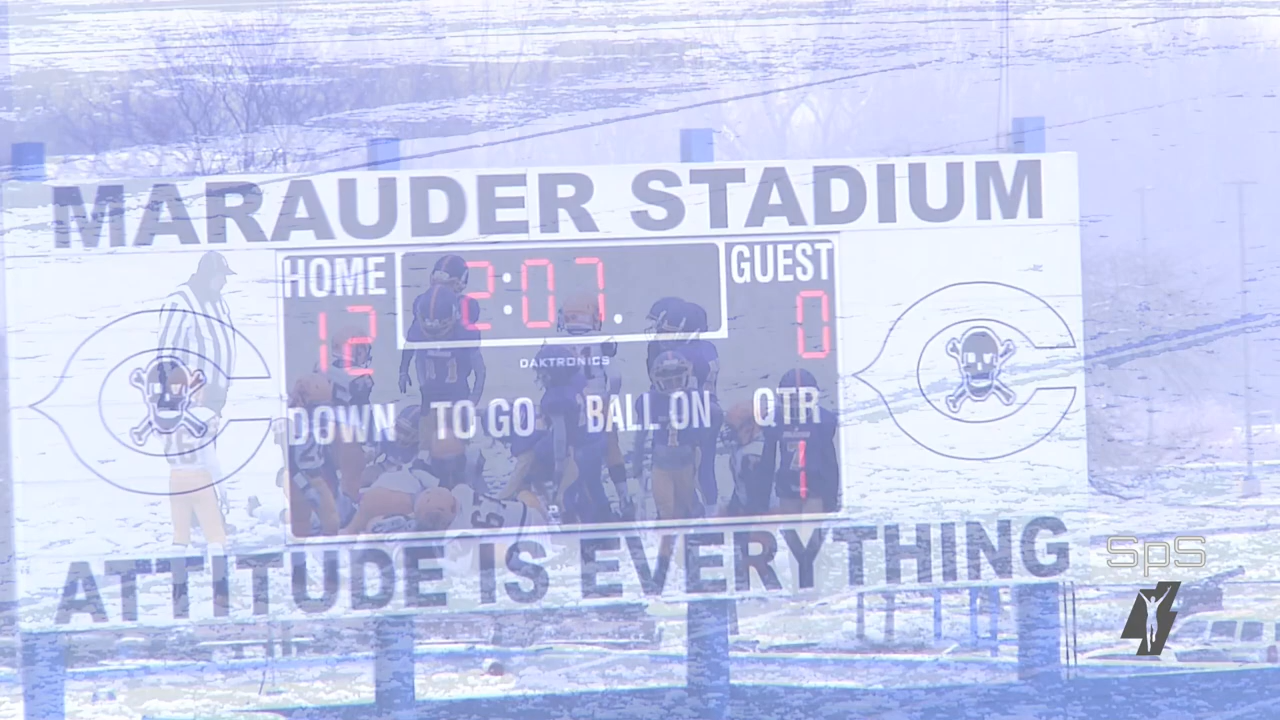 MARAUDER STADIUM
HOME 2:07. GUEST
12 0
DAKTRONICS
DOWN TO GO BALL ON QTR
1
ATTITUDE IS EVERYTHING
SpS